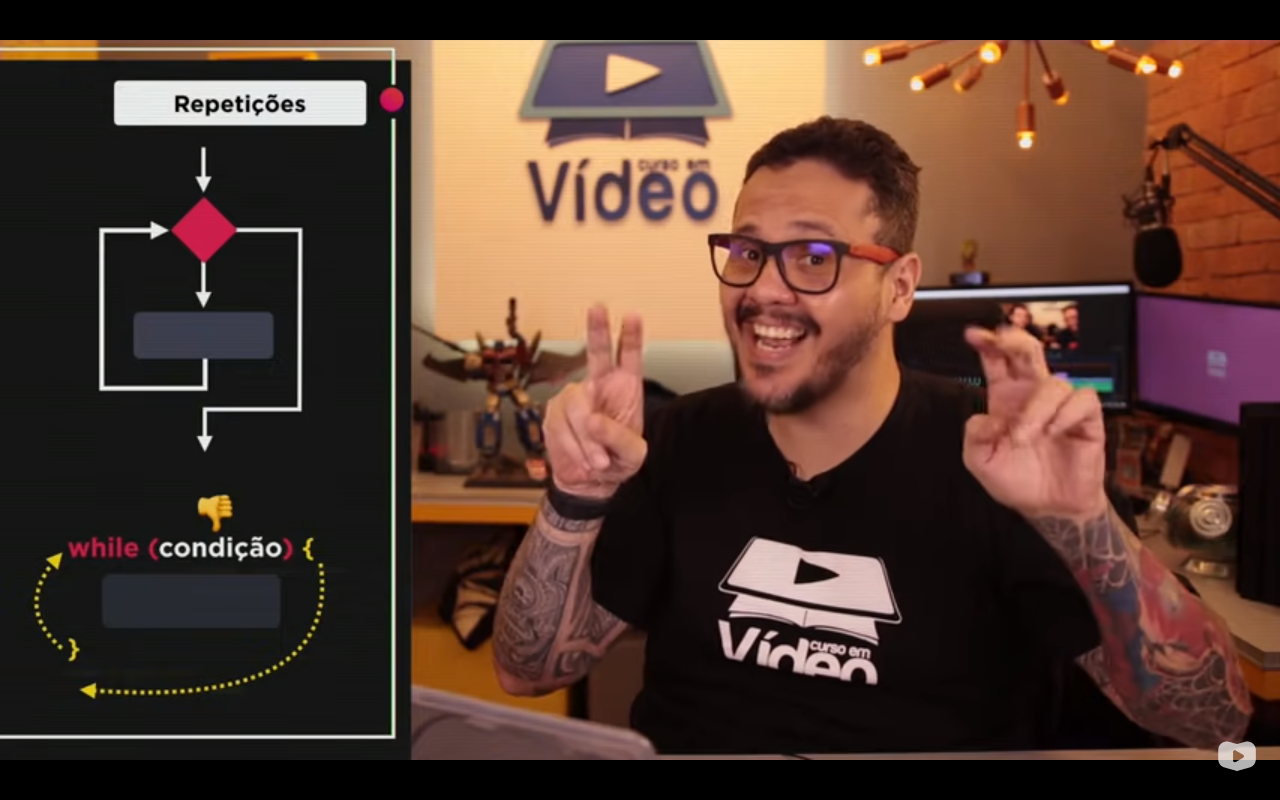 Repetições
while (condição) {
}
curso em
Vídeo
curso em
Vídeo